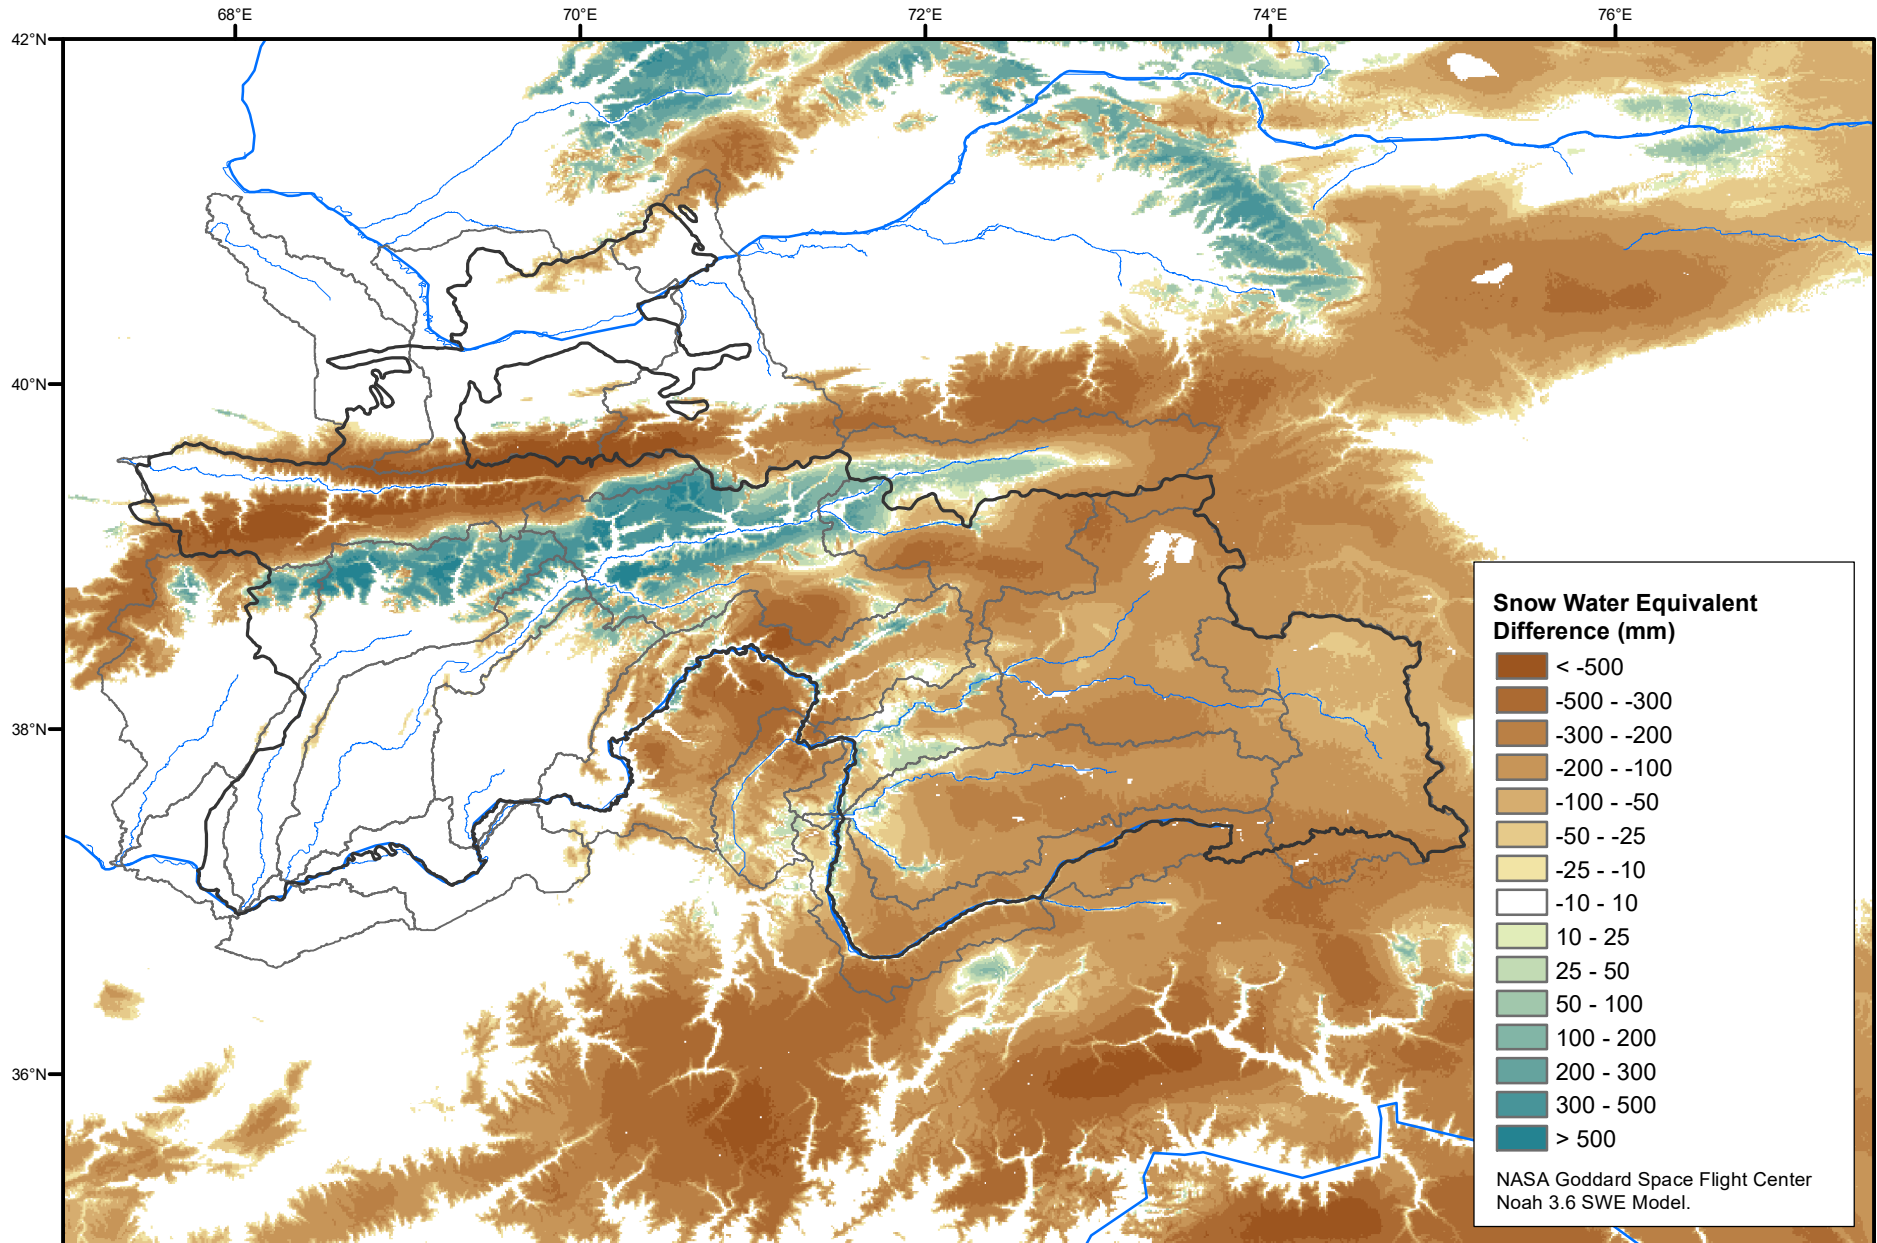 68°E 70°E 72°E 74°E 76°E
42°N
40°N
38°N
36°N
Snow Water Equivalent
Difference (mm)
< -500
-500 - -300
-300 - -200
-200 - -100
-100 - -50
-50 - -25
-25 - -10
-10 - 10
10 - 25
25 - 50
50 - 100
100 - 200
200 - 300
300 - 500
> 500
NASA Goddard Space Flight Center
Noah 3.6 SWE Model.